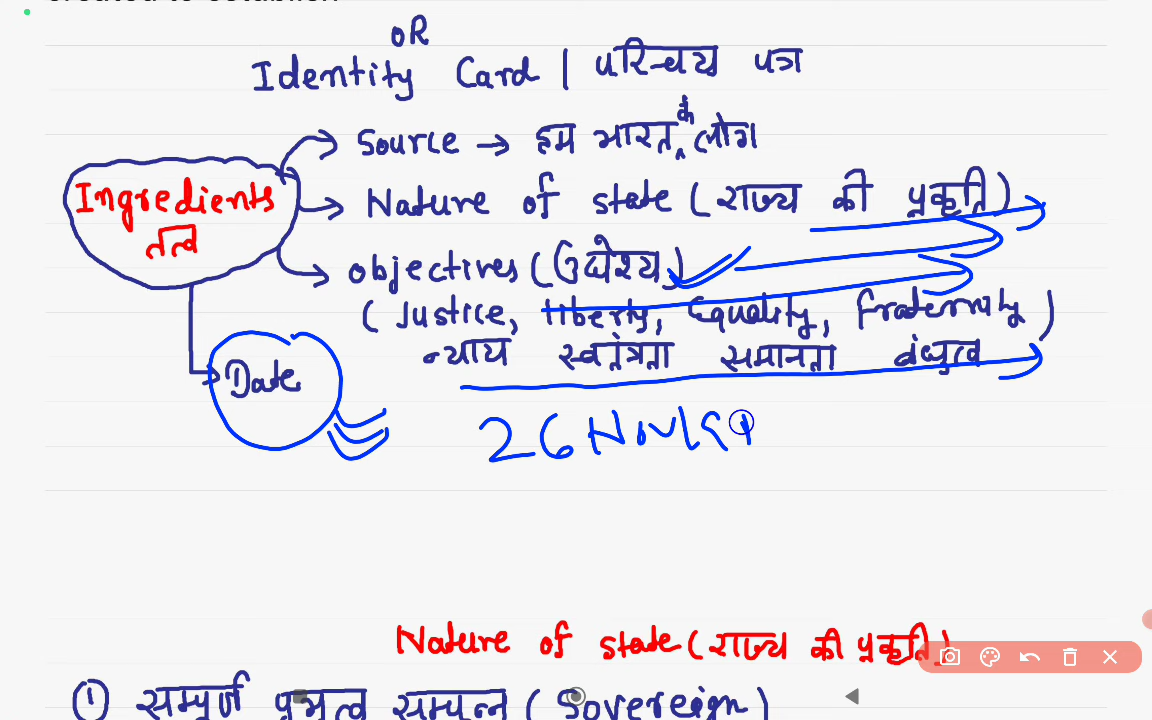 OR
Identity Card | परिचय पत्र
Source → हम भारत के लोग
Ingredients
तत्व
Nature of state (राज्य की प्रकृति)
objectives (उद्देश्य)
(Justice, liberty, Equality, fraternity)
न्याय स्वतंत्रता समानता बंधुत्व
Date
26 Nov 19
Nature of state (राज्य की प्रकृति)
① सम्पूर्ण प्रभुत्व सम्पन्न (Sovereign)